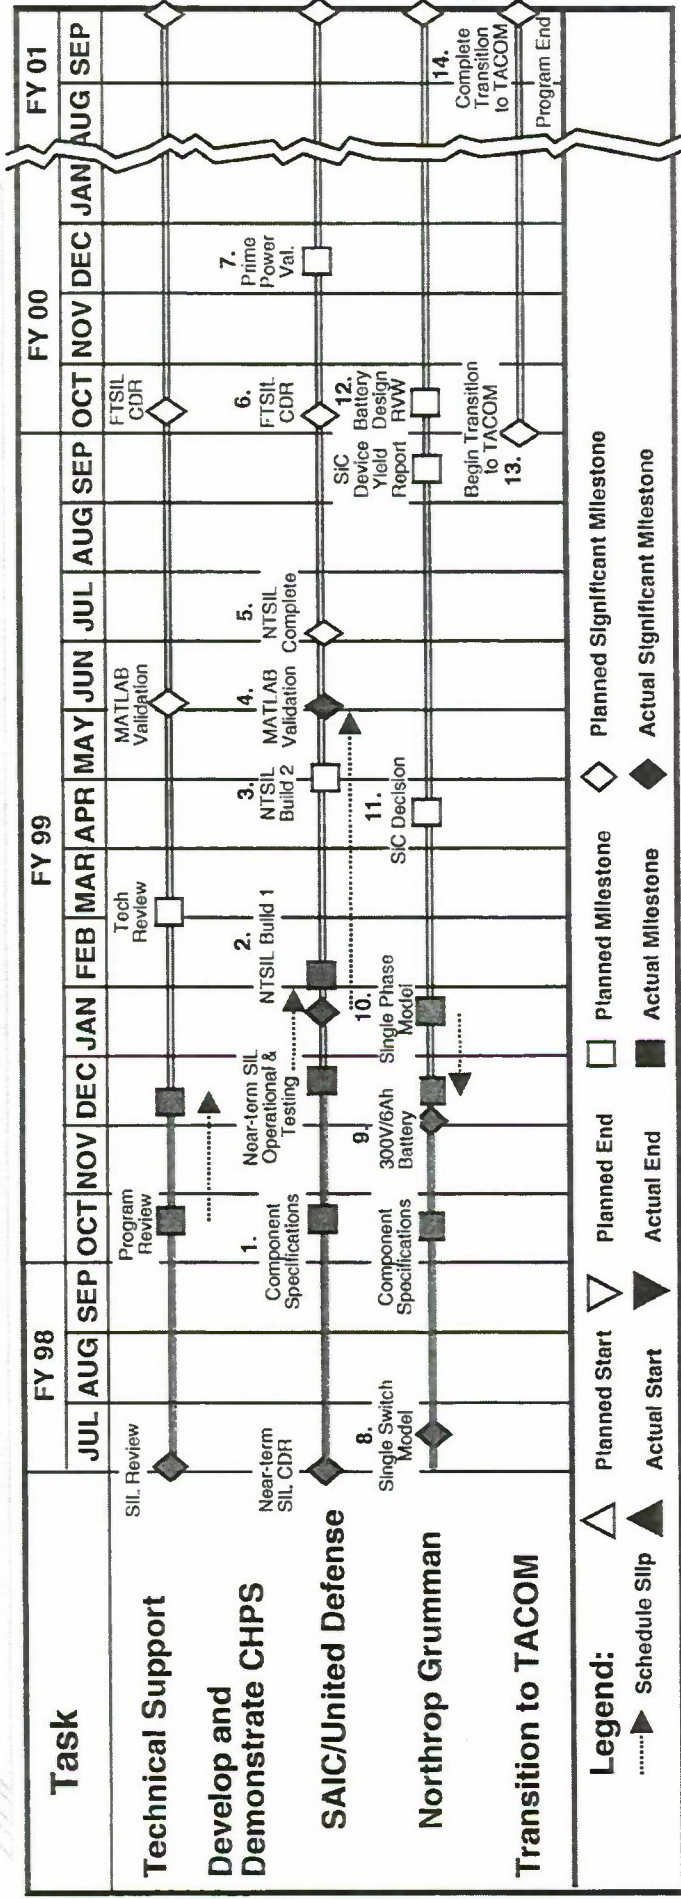 Task
FY 98
FY 99
FY 00
FY 01
JUL AUG SEP OCT NOV DEC JAN FEB MAR APR MAY JUN JUL AUG SEP OCT NOV DEC JAN AUG SEP
Technical Support
SIL Review
Program
Review
Tech
Review
MATLAB
Validation
FTSIL
CDR
Develop and
Demonstrate CHPS
SAIC/United Defense
Near-term
SIL CDR
1.
Component
Specifications
Near-term SIL
Operational &
Testing
2.
NTSIL Build 1
3.
NTSIL
Build 2
4.
MATLAB
Validation
5.
NTSIL
Complete
6.
FTSIL
CDR
7.
Prime
Power
Val.
Northrop Grumman
8.
Single Switch
Model
Component
Specifications
9.
300V/6Ah
Battery
10.
Single Phase
Model
11.
SiC Decision
SiC
Device
Yield
Report
12.
Battery
Design
RVW
Transition to TACOM
Begin Transition
to TACOM
13.
14.
Complete
Transition
to TACOM
Program End
Legend:
Planned Start
Planned End
Planned Milestone
Planned Significant Milestone
Schedule Slip
Actual Start
Actual End
Actual Milestone
Actual Significant Milestone